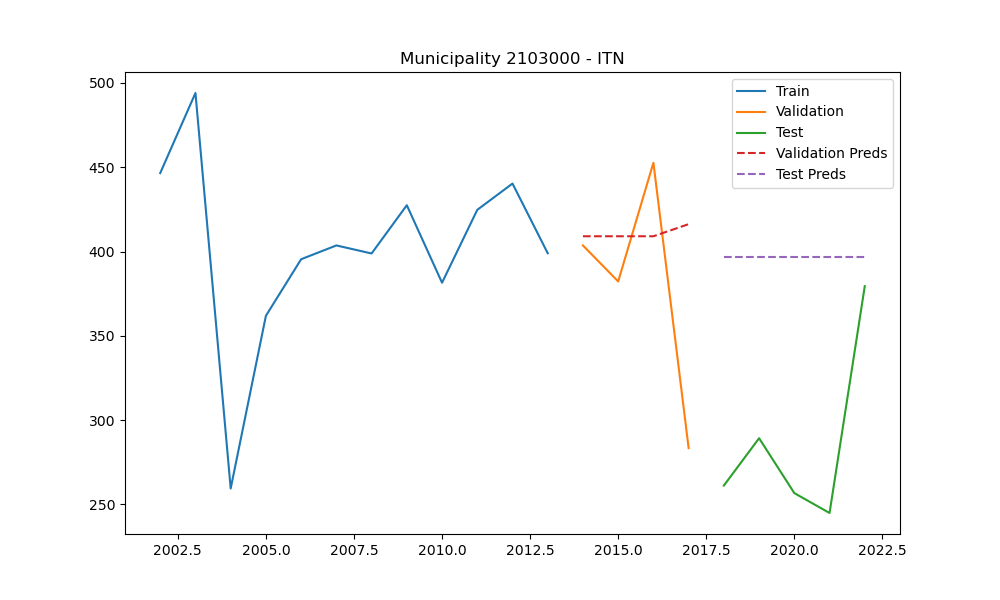 Municipality 2103000 - ITN
500
450
400
350
300
250
Train
Validation
Test
Validation Preds
Test Preds
2002.5 2005.0 2007.5 2010.0 2012.5 2015.0 2017.5 2020.0 2022.5